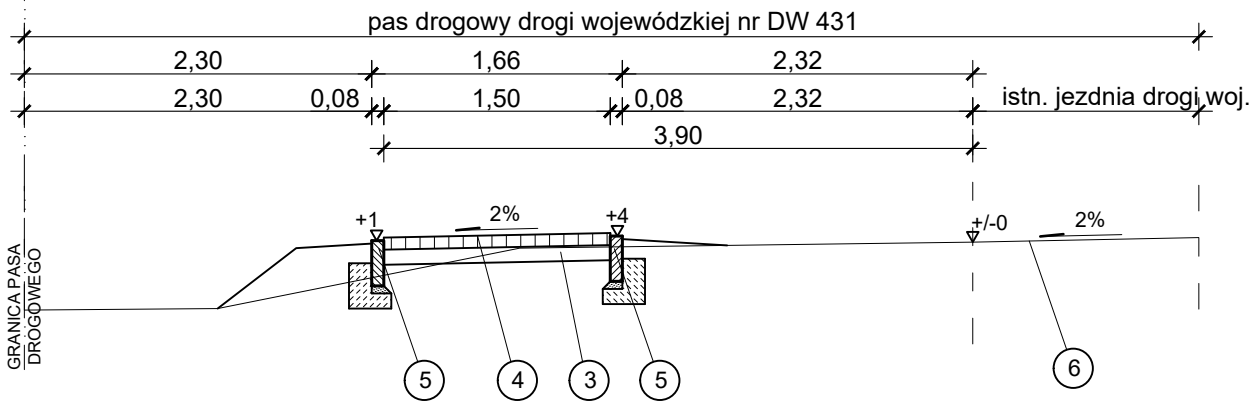 pas drogowy drogi wojewódzkiej nr DW 431
2,30 1,66 2,32
2,30 0,08 1,50 0,08 2,32 istn. jezdnia drogi woj.
3,90
+1 2% +4 +/-0 2%
GRANICA PASA
DROGOWEGO
5 4 3 5 6